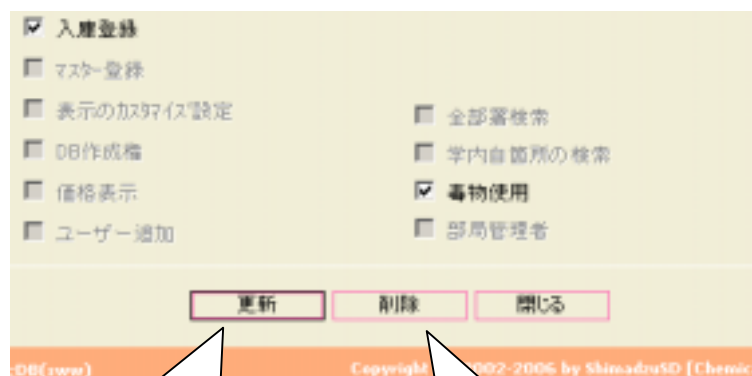 入庫登録
マスター登録
表示のカスタマイズ設定
全部署検索
DB作成権
学内自箇所の検索
価格表示
毒物使用
ユーザー追加
部局管理者
更新
削除
閉じる
-DB(zww)
Copyright 2002-2006 by ShimadzuSD [Chemic